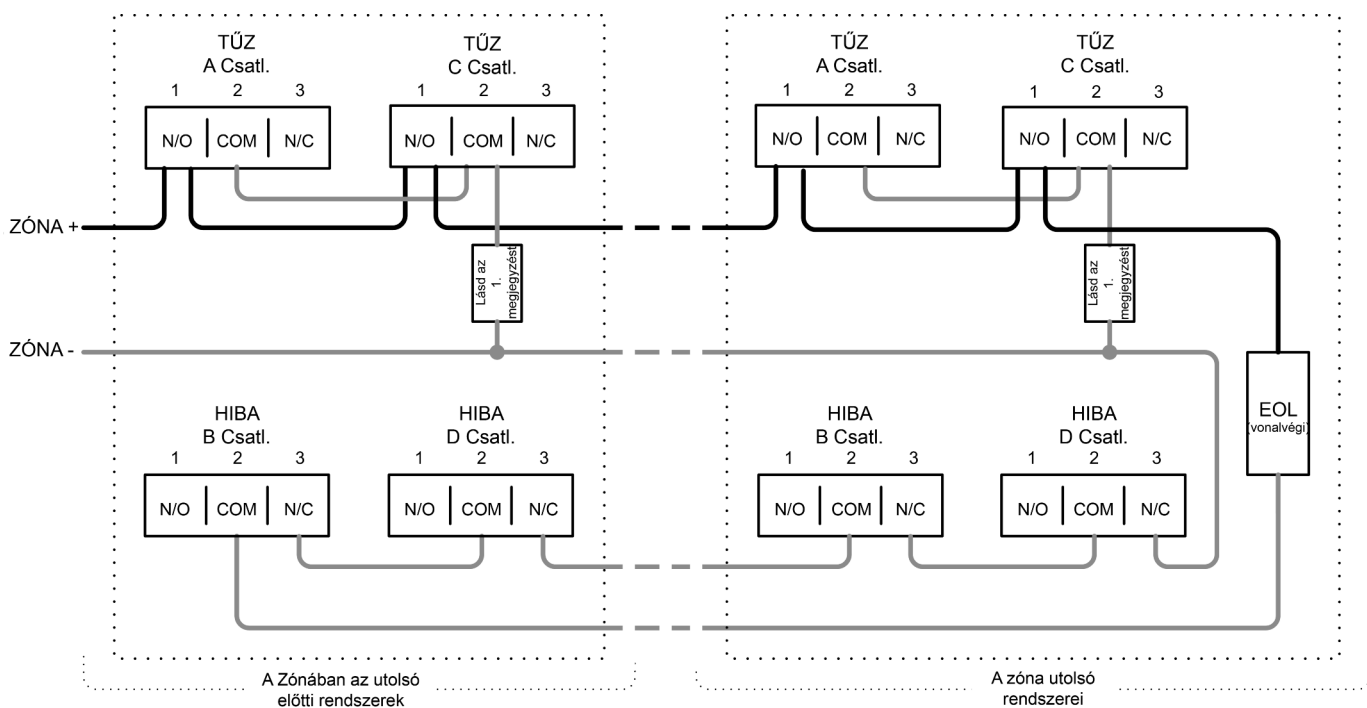 TŰZ
A Csatl.
1 2 3
N/O COM N/C
TŰZ
C Csatl.
1 2 3
N/O COM N/C
TŰZ
A Csatl.
1 2 3
N/O COM N/C
TŰZ
C Csatl.
1 2 3
N/O COM N/C
ZÓNA +
Lásd az
1.
megjegyzést
Lásd az
1.
megjegyzést
ZÓNA -
HIBA
B Csatl.
1 2 3
N/O COM N/C
HIBA
D Csatl.
1 2 3
N/O COM N/C
HIBA
B Csatl.
1 2 3
N/O COM N/C
HIBA
D Csatl.
1 2 3
N/O COM N/C
EOL
(vonalvégi)
A Zónában az utolsó
előtti rendszerek
A zóna utolsó
rendszerei